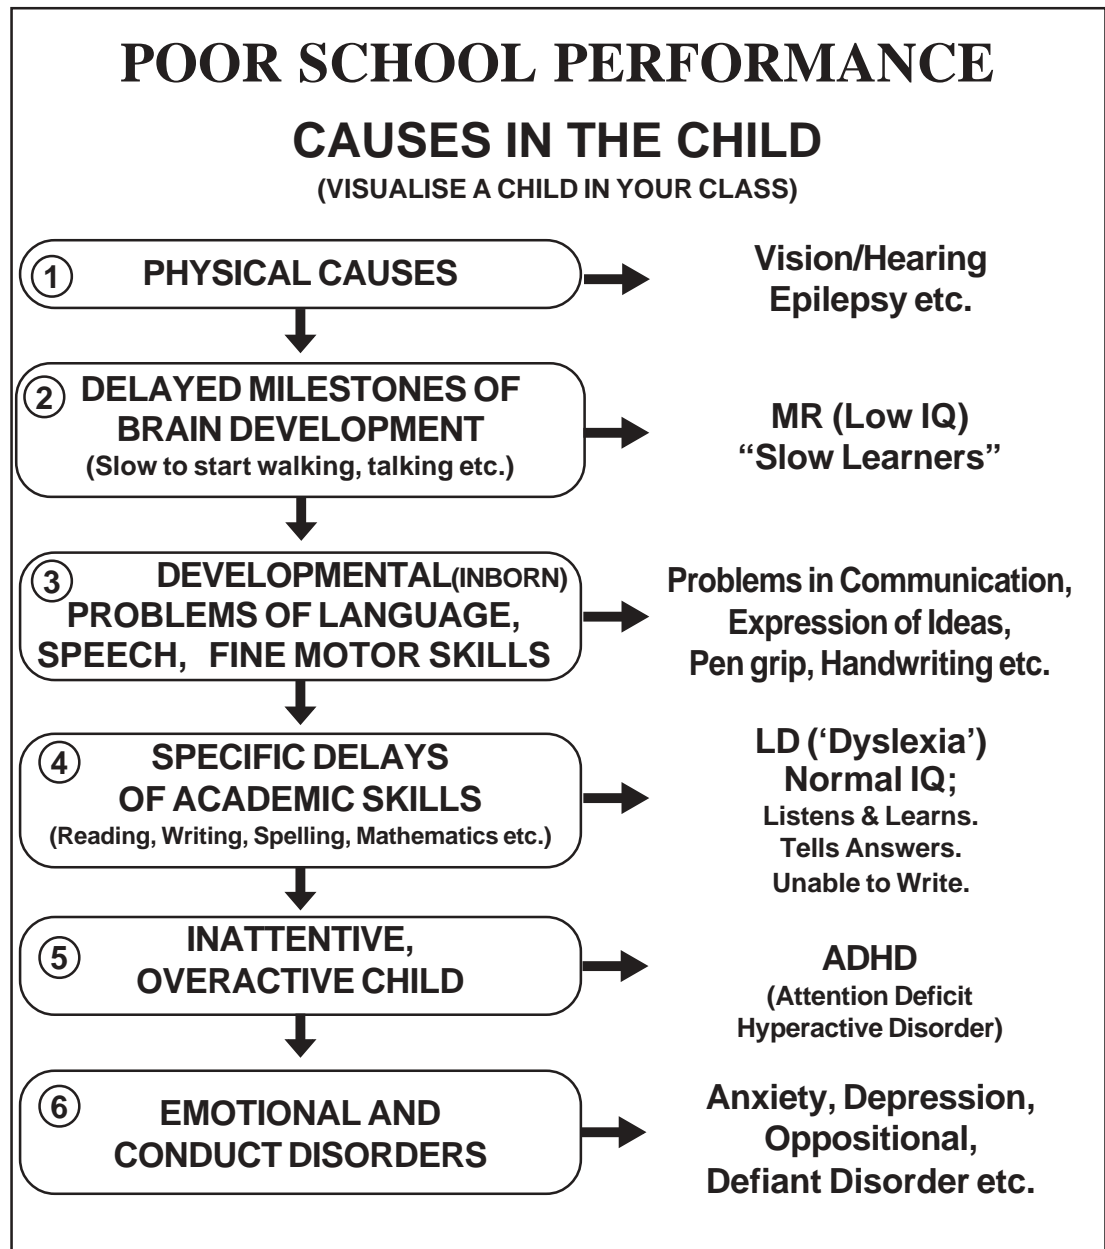 POOR SCHOOL PERFORMANCE
CAUSES IN THE CHILD
(VISUALISE A CHILD IN YOUR CLASS)
1 PHYSICAL CAUSES
Vision/Hearing
Epilepsy etc.
2 DELAYED MILESTONES OF
BRAIN DEVELOPMENT
(Slow to start walking, talking etc.)
MR (Low IQ)
“Slow Learners”
3 DEVELOPMENTAL(INBORN)
PROBLEMS OF LANGUAGE,
SPEECH, FINE MOTOR SKILLS
Problems in Communication,
Expression of Ideas,
Pen grip, Handwriting etc.
4 SPECIFIC DELAYS
OF ACADEMIC SKILLS
(Reading, Writing, Spelling, Mathematics etc.)
LD (‘Dyslexia’)
Normal IQ;
Listens & Learns.
Tells Answers.
Unable to Write.
5 INATTENTIVE,
OVERACTIVE CHILD
ADHD
(Attention Deficit
Hyperactive Disorder)
6 EMOTIONAL AND
CONDUCT DISORDERS
Anxiety, Depression,
Oppositional,
Defiant Disorder etc.